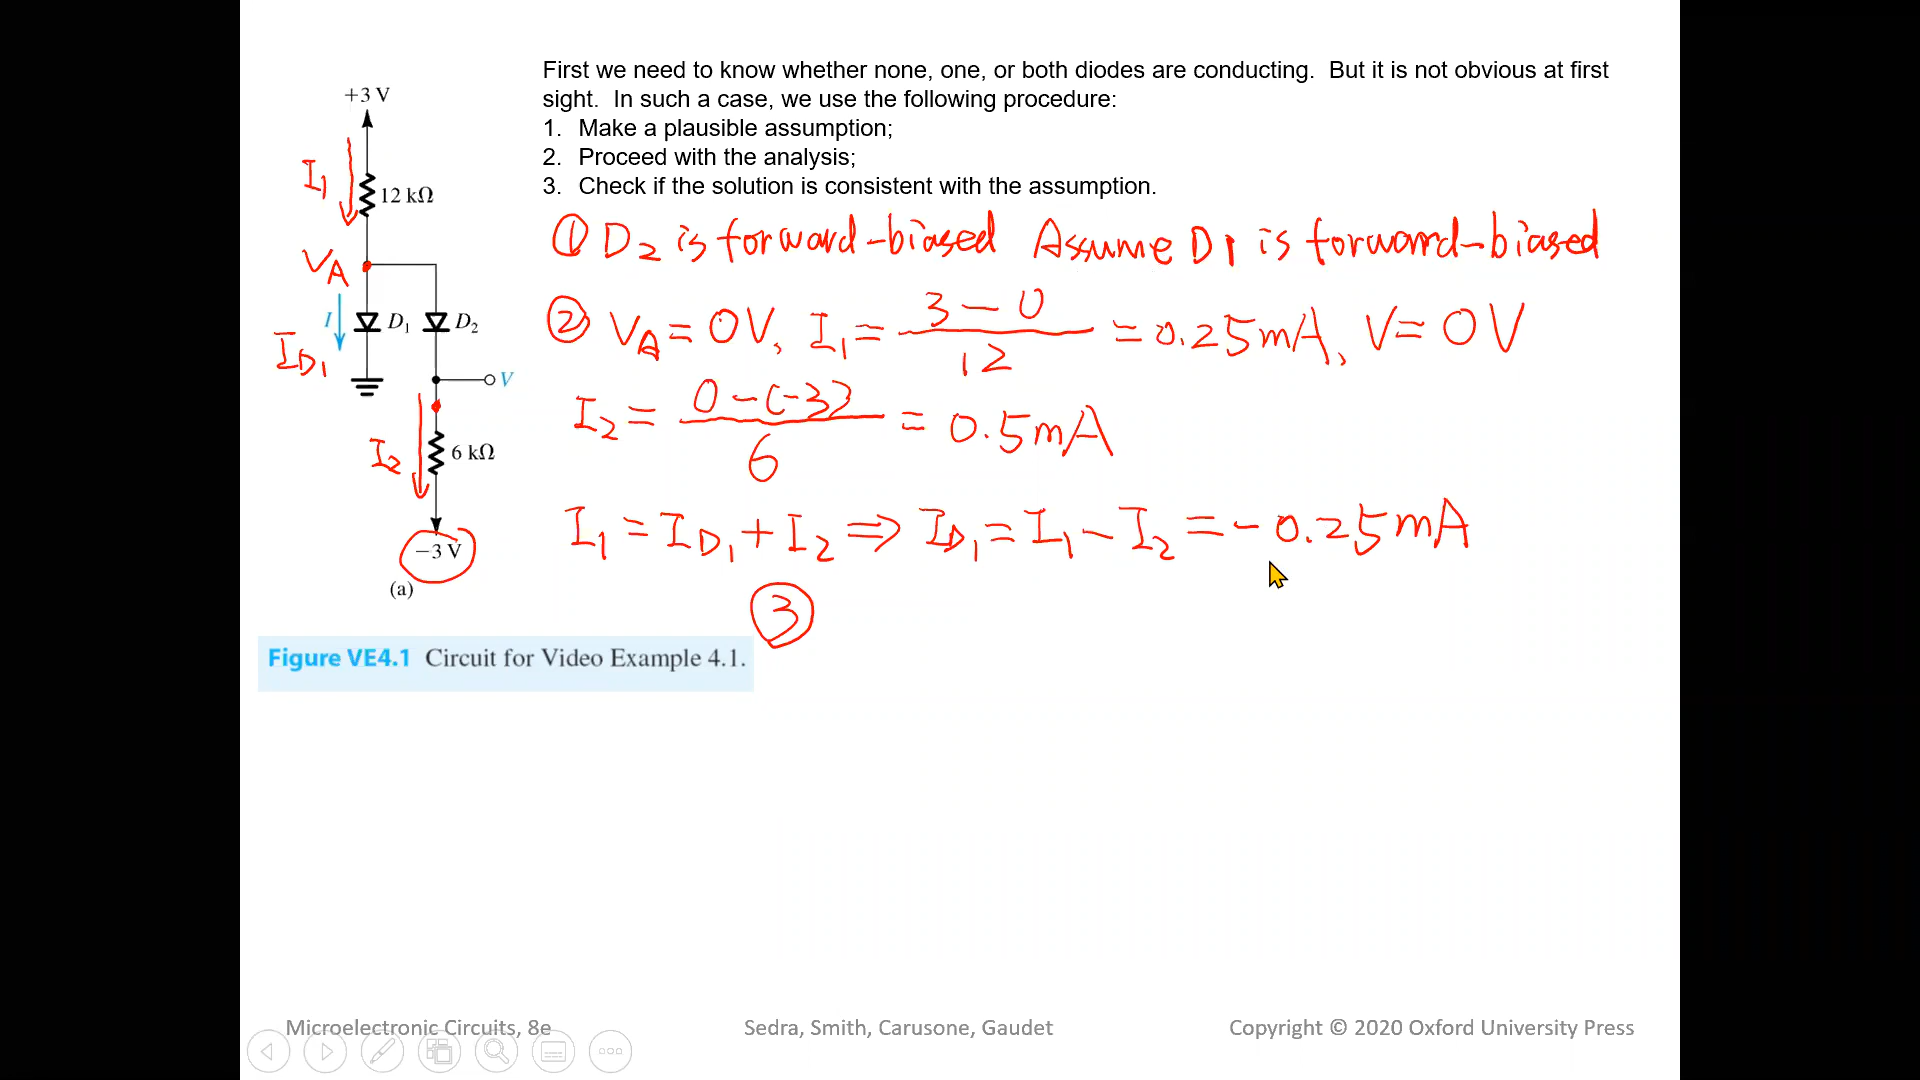 First we need to know whether none, one, or both diodes are conducting.  But it is not obvious at first
sight.  In such a case, we use the following procedure:
1. Make a plausible assumption;
2. Proceed with the analysis;
3. Check if the solution is consistent with the assumption.
+3 V
I₁
12 kΩ
V_A
I
I_D₁
D₁
D₂
V
I₂
6 kΩ
−3 V
(a)
① D₂ is forward-biased Assume D1 is forward-biased
② V_A = 0V, I₁ = (3 − 0)/12 = 0.25mA, V = 0V
I₂ = (0 − (−3))/6 = 0.5mA
I₁ = I_D₁ + I₂ ⇒ I_D₁ = I₁ − I₂ = −0.25mA
③
Figure VE4.1 Circuit for Video Example 4.1.
Microelectronic Circuits, 8e
Sedra, Smith, Carusone, Gaudet
Copyright © 2020 Oxford University Press